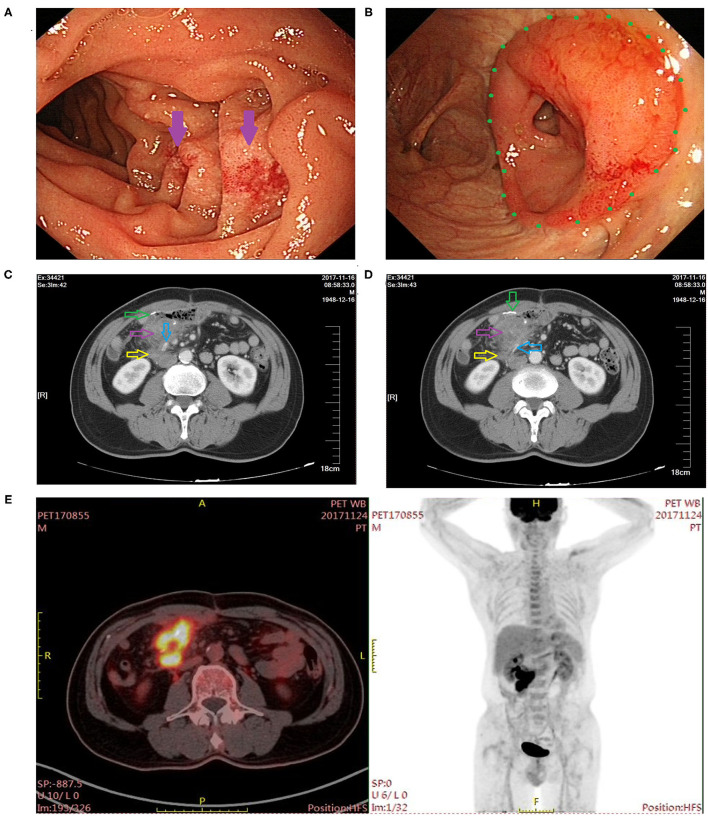 A
B
C
Ex:34421
Se:3Im:42
2017-11-16
08:58:33.0
M
1948-12-16
[R]
18cm
D
Ex:34421
Se:3Im:43
2017-11-16
08:58:33.0
M
1948-12-16
[R]
18cm
E
PET170855
M
A
PET WB
20171124
PT
R
L
SP:-887.5
U 10/ L 0
Im:193/326
P
Position:HFS
PET170855
M
H
PET WB
20171124
PT
SP:0
U 6/ L 0
Im:1/32
F
Position:HFS